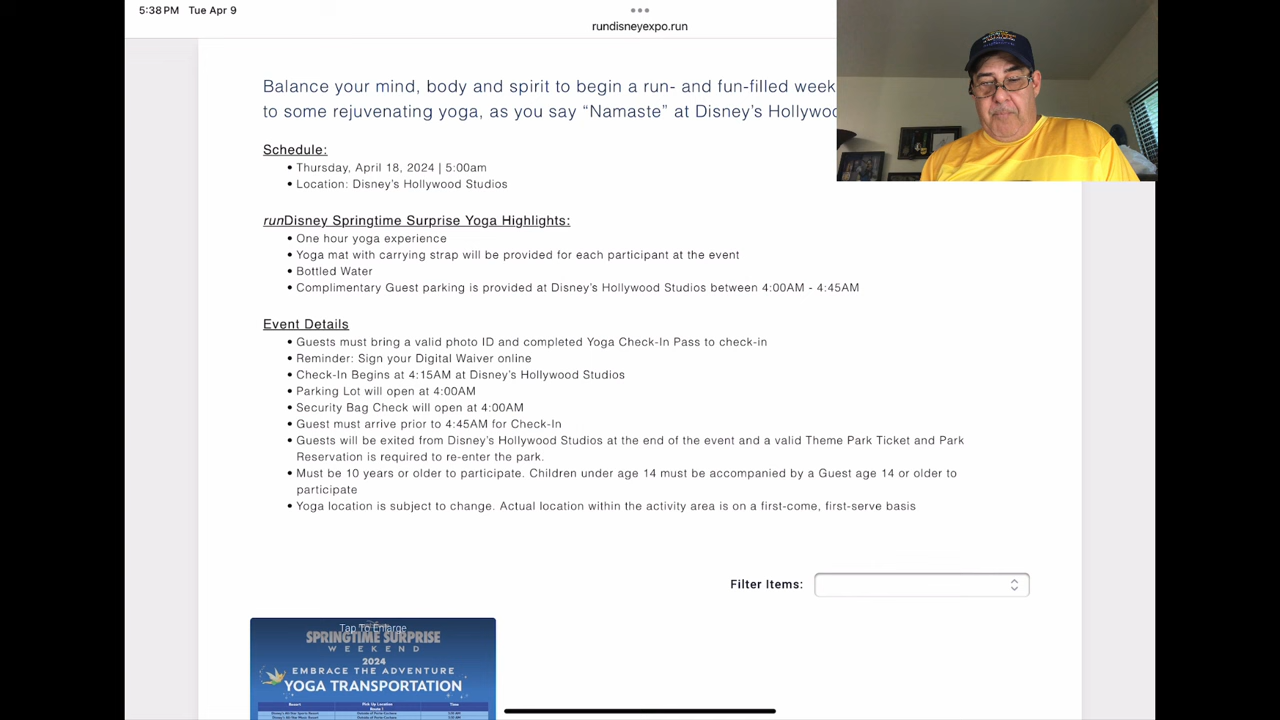 5:38 PM Tue Apr 9
rundisneyexpo.run
Balance your mind, body and spirit to begin a run- and fun-filled week
to some rejuvenating yoga, as you say “Namaste” at Disney’s Hollywo
Schedule:
• Thursday, April 18, 2024 | 5:00am
• Location: Disney’s Hollywood Studios
runDisney Springtime Surprise Yoga Highlights:
• One hour yoga experience
• Yoga mat with carrying strap will be provided for each participant at the event
• Bottled Water
• Complimentary Guest parking is provided at Disney’s Hollywood Studios between 4:00AM - 4:45AM
Event Details
• Guests must bring a valid photo ID and completed Yoga Check-In Pass to check-in
• Reminder: Sign your Digital Waiver online
• Check-In Begins at 4:15AM at Disney’s Hollywood Studios
• Parking Lot will open at 4:00AM
• Security Bag Check will open at 4:00AM
• Guest must arrive prior to 4:45AM for Check-In
• Guests will be exited from Disney’s Hollywood Studios at the end of the event and a valid Theme Park Ticket and Park
Reservation is required to re-enter the park.
• Must be 10 years or older to participate. Children under age 14 must be accompanied by a Guest age 14 or older to
participate
• Yoga location is subject to change. Actual location within the activity area is on a first-come, first-serve basis
Filter Items:
Tap To Enlarge
SPRINGTIME SURPRISE
WEEKEND
2024
EMBRACE THE ADVENTURE
YOGA TRANSPORTATION
Resort Pick Up Location Time